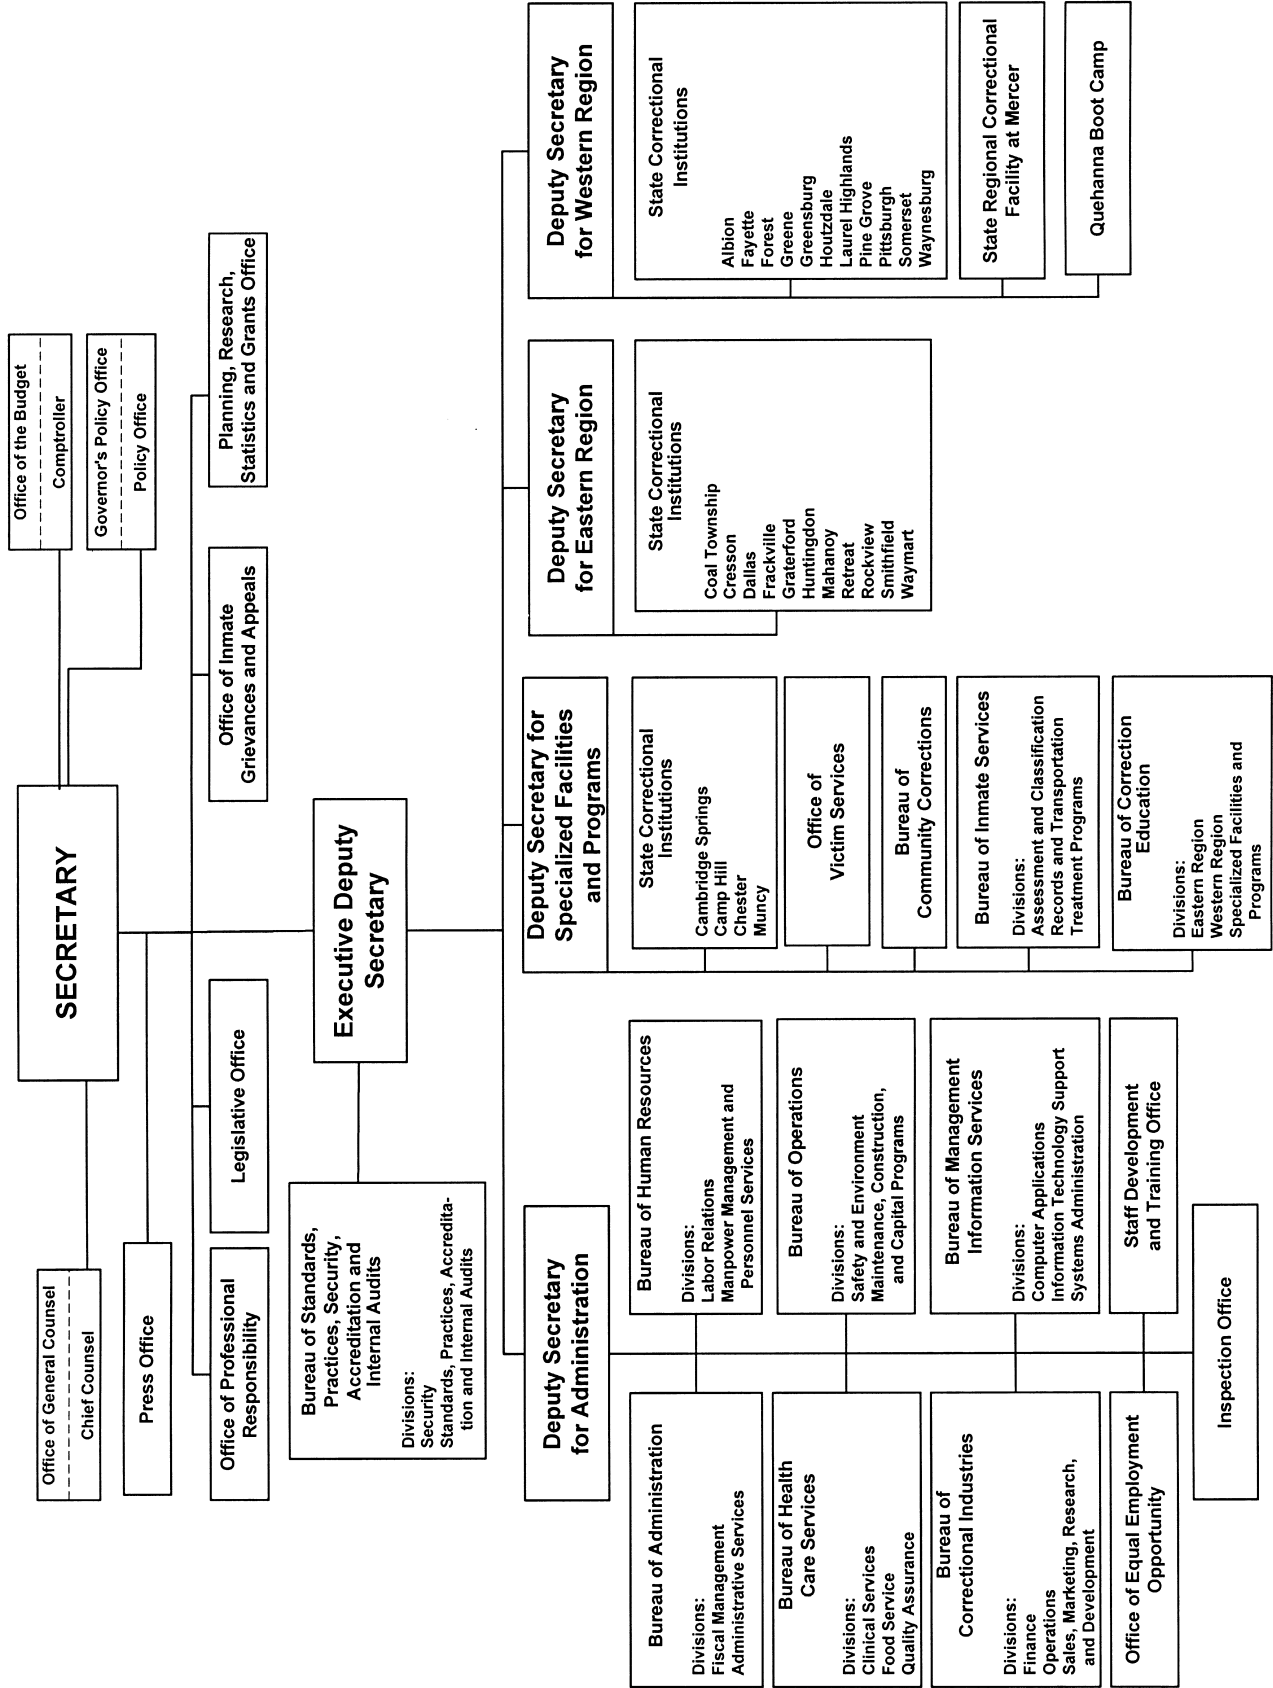 SECRETARY
Office of General Counsel
Chief Counsel
Office of the Budget
Comptroller
Governor's Policy Office
Policy Office
Press Office
Office of Professional
Responsibility
Legislative Office
Office of Inmate
Grievances and Appeals
Planning, Research,
Statistics and Grants Office
Executive Deputy
Secretary
Bureau of Standards,
Practices, Security,
Accreditation and
Internal Audits
Divisions:
Security
Standards, Practices, Accredita-
tion and Internal Audits
Deputy Secretary
for Administration
Bureau of Administration
Divisions:
Fiscal Management
Administrative Services
Bureau of Human Resources
Divisions:
Labor Relations
Manpower Management and
Personnel Services
Bureau of Health
Care Services
Divisions:
Clinical Services
Food Service
Quality Assurance
Bureau of Operations
Divisions:
Safety and Environment
Maintenance, Construction,
and Capital Programs
Bureau of
Correctional Industries
Divisions:
Finance
Operations
Sales, Marketing, Research,
and Development
Bureau of Management
Information Services
Divisions:
Computer Applications
Information Technology Support
Systems Administration
Office of Equal Employment
Opportunity
Staff Development
and Training Office
Inspection Office
Deputy Secretary for
Specialized Facilities
and Programs
State Correctional
Institutions
Cambridge Springs
Camp Hill
Chester
Muncy
Office of
Victim Services
Bureau of
Community Corrections
Bureau of Inmate Services
Divisions:
Assessment and Classification
Records and Transportation
Treatment Programs
Bureau of Correction
Education
Divisions:
Eastern Region
Western Region
Specialized Facilities and
Programs
Deputy Secretary
for Eastern Region
State Correctional
Institutions
Coal Township
Cresson
Dallas
Frackville
Graterford
Huntingdon
Mahanoy
Retreat
Rockview
Smithfield
Waymart
Deputy Secretary
for Western Region
State Correctional
Institutions
Albion
Fayette
Forest
Greene
Greensburg
Houtzdale
Laurel Highlands
Pine Grove
Pittsburgh
Somerset
Waynesburg
State Regional Correctional
Facility at Mercer
Quehanna Boot Camp